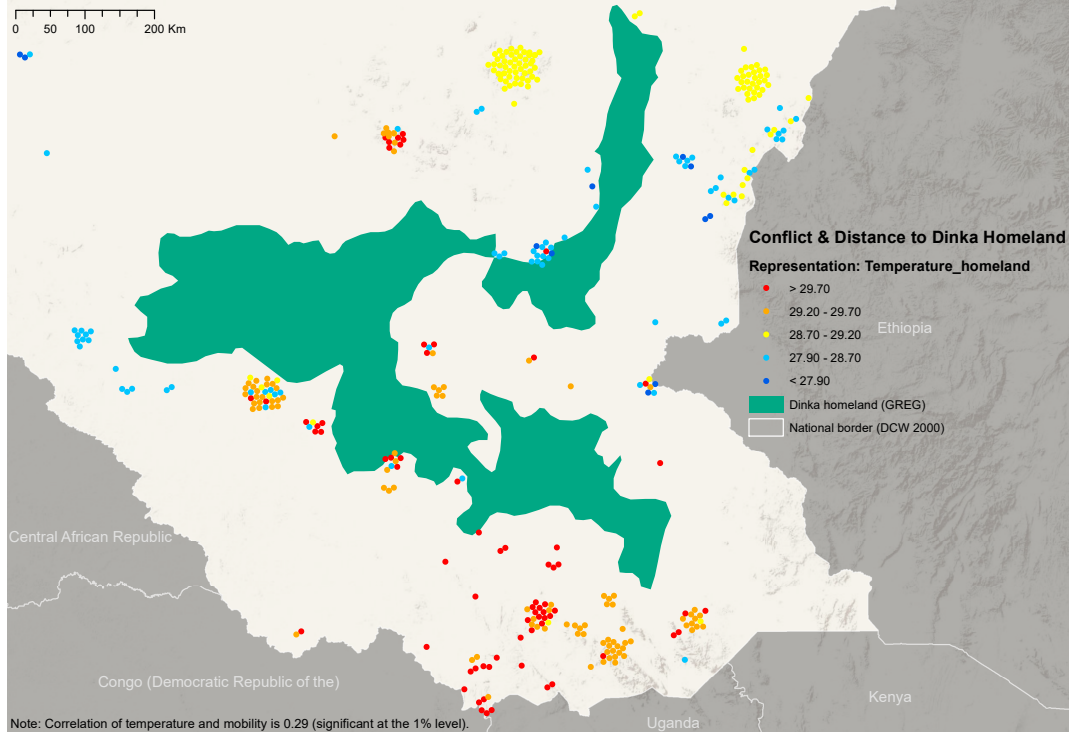 0 50 100 200 Km
Conflict & Distance to Dinka Homeland
Representation: Temperature_homeland
> 29.70
29.20 - 29.70
28.70 - 29.20
27.90 - 28.70
< 27.90
Dinka homeland (GREG)
National border (DCW 2000)
Ethiopia
Central African Republic
Congo (Democratic Republic of the)
Kenya
Uganda
Note: Correlation of temperature and mobility is 0.29 (significant at the 1% level).